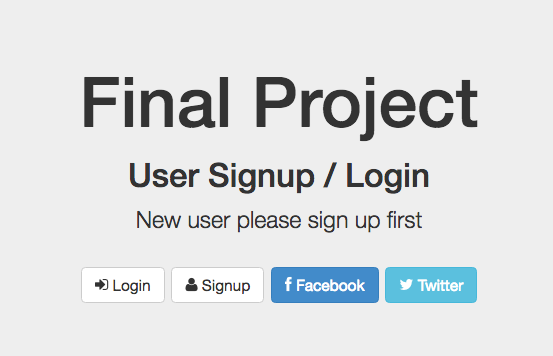 Final Project
User Signup / Login
New user please sign up first
Login Signup Facebook Twitter